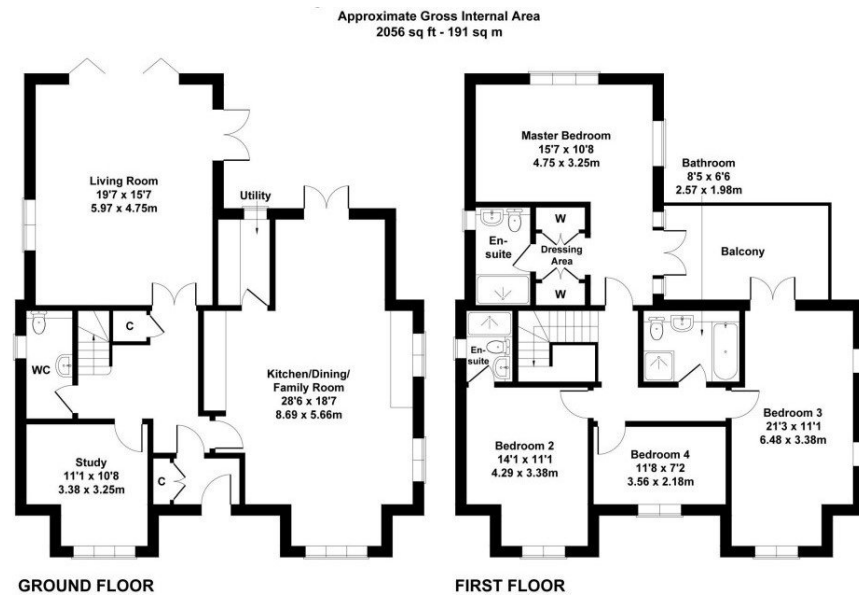 Approximate Gross Internal Area
2056 sq ft - 191 sq m
Living Room
19'7 x 15'7
5.97 x 4.75m
Utility
C
WC
Kitchen/Dining/
Family Room
28'6 x 18'7
8.69 x 5.66m
Study
11'1 x 10'8
3.38 x 3.25m
C
GROUND FLOOR
Master Bedroom
15'7 x 10'8
4.75 x 3.25m
Bathroom
8'5 x 6'6
2.57 x 1.98m
En-
suite
W
Dressing
Area
W
Balcony
En-
suite
Bedroom 2
14'1 x 11'1
4.29 x 3.38m
Bedroom 4
11'8 x 7'2
3.56 x 2.18m
Bedroom 3
21'3 x 11'1
6.48 x 3.38m
FIRST FLOOR